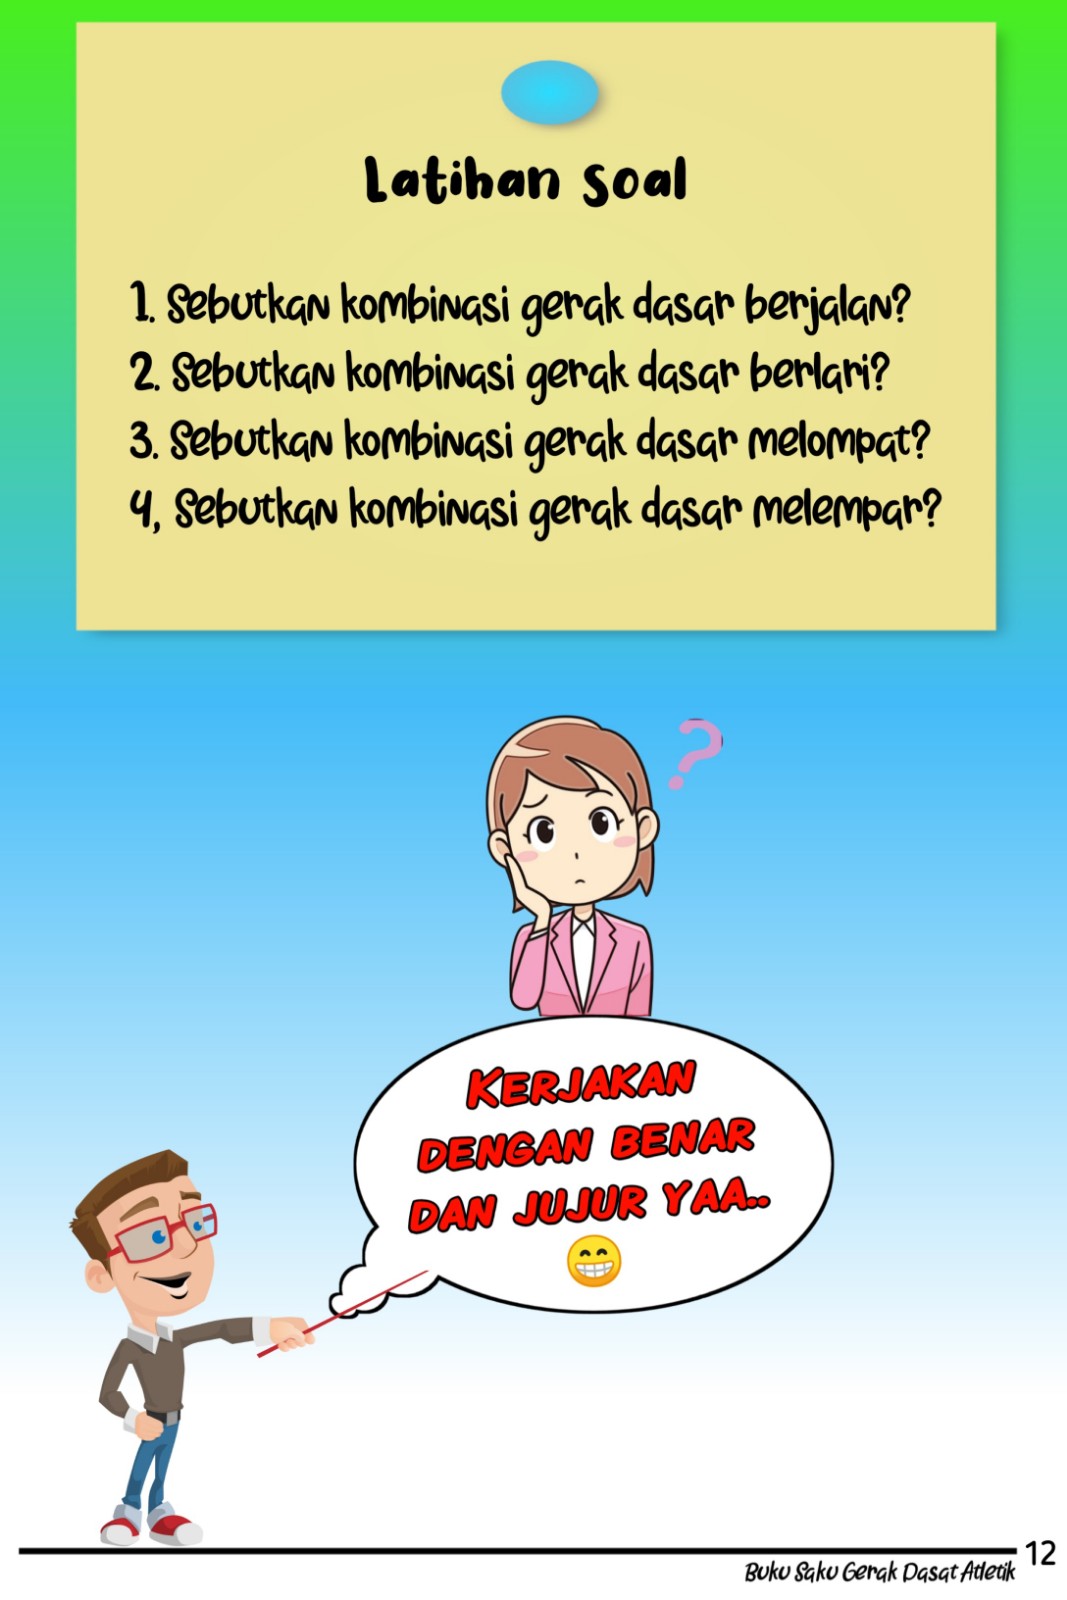 Latihan soal
1. Sebutkan kombinasi gerak dasar berjalan?
2. Sebutkan kombinasi gerak dasar berlari?
3. Sebutkan kombinasi gerak dasar melompat?
4, Sebutkan kombinasi gerak dasar melempar?
?
KERJAKAN
DENGAN BENAR
DAN JUJUR YAA..
12
Buku Saku Gerak Dasat Atletik